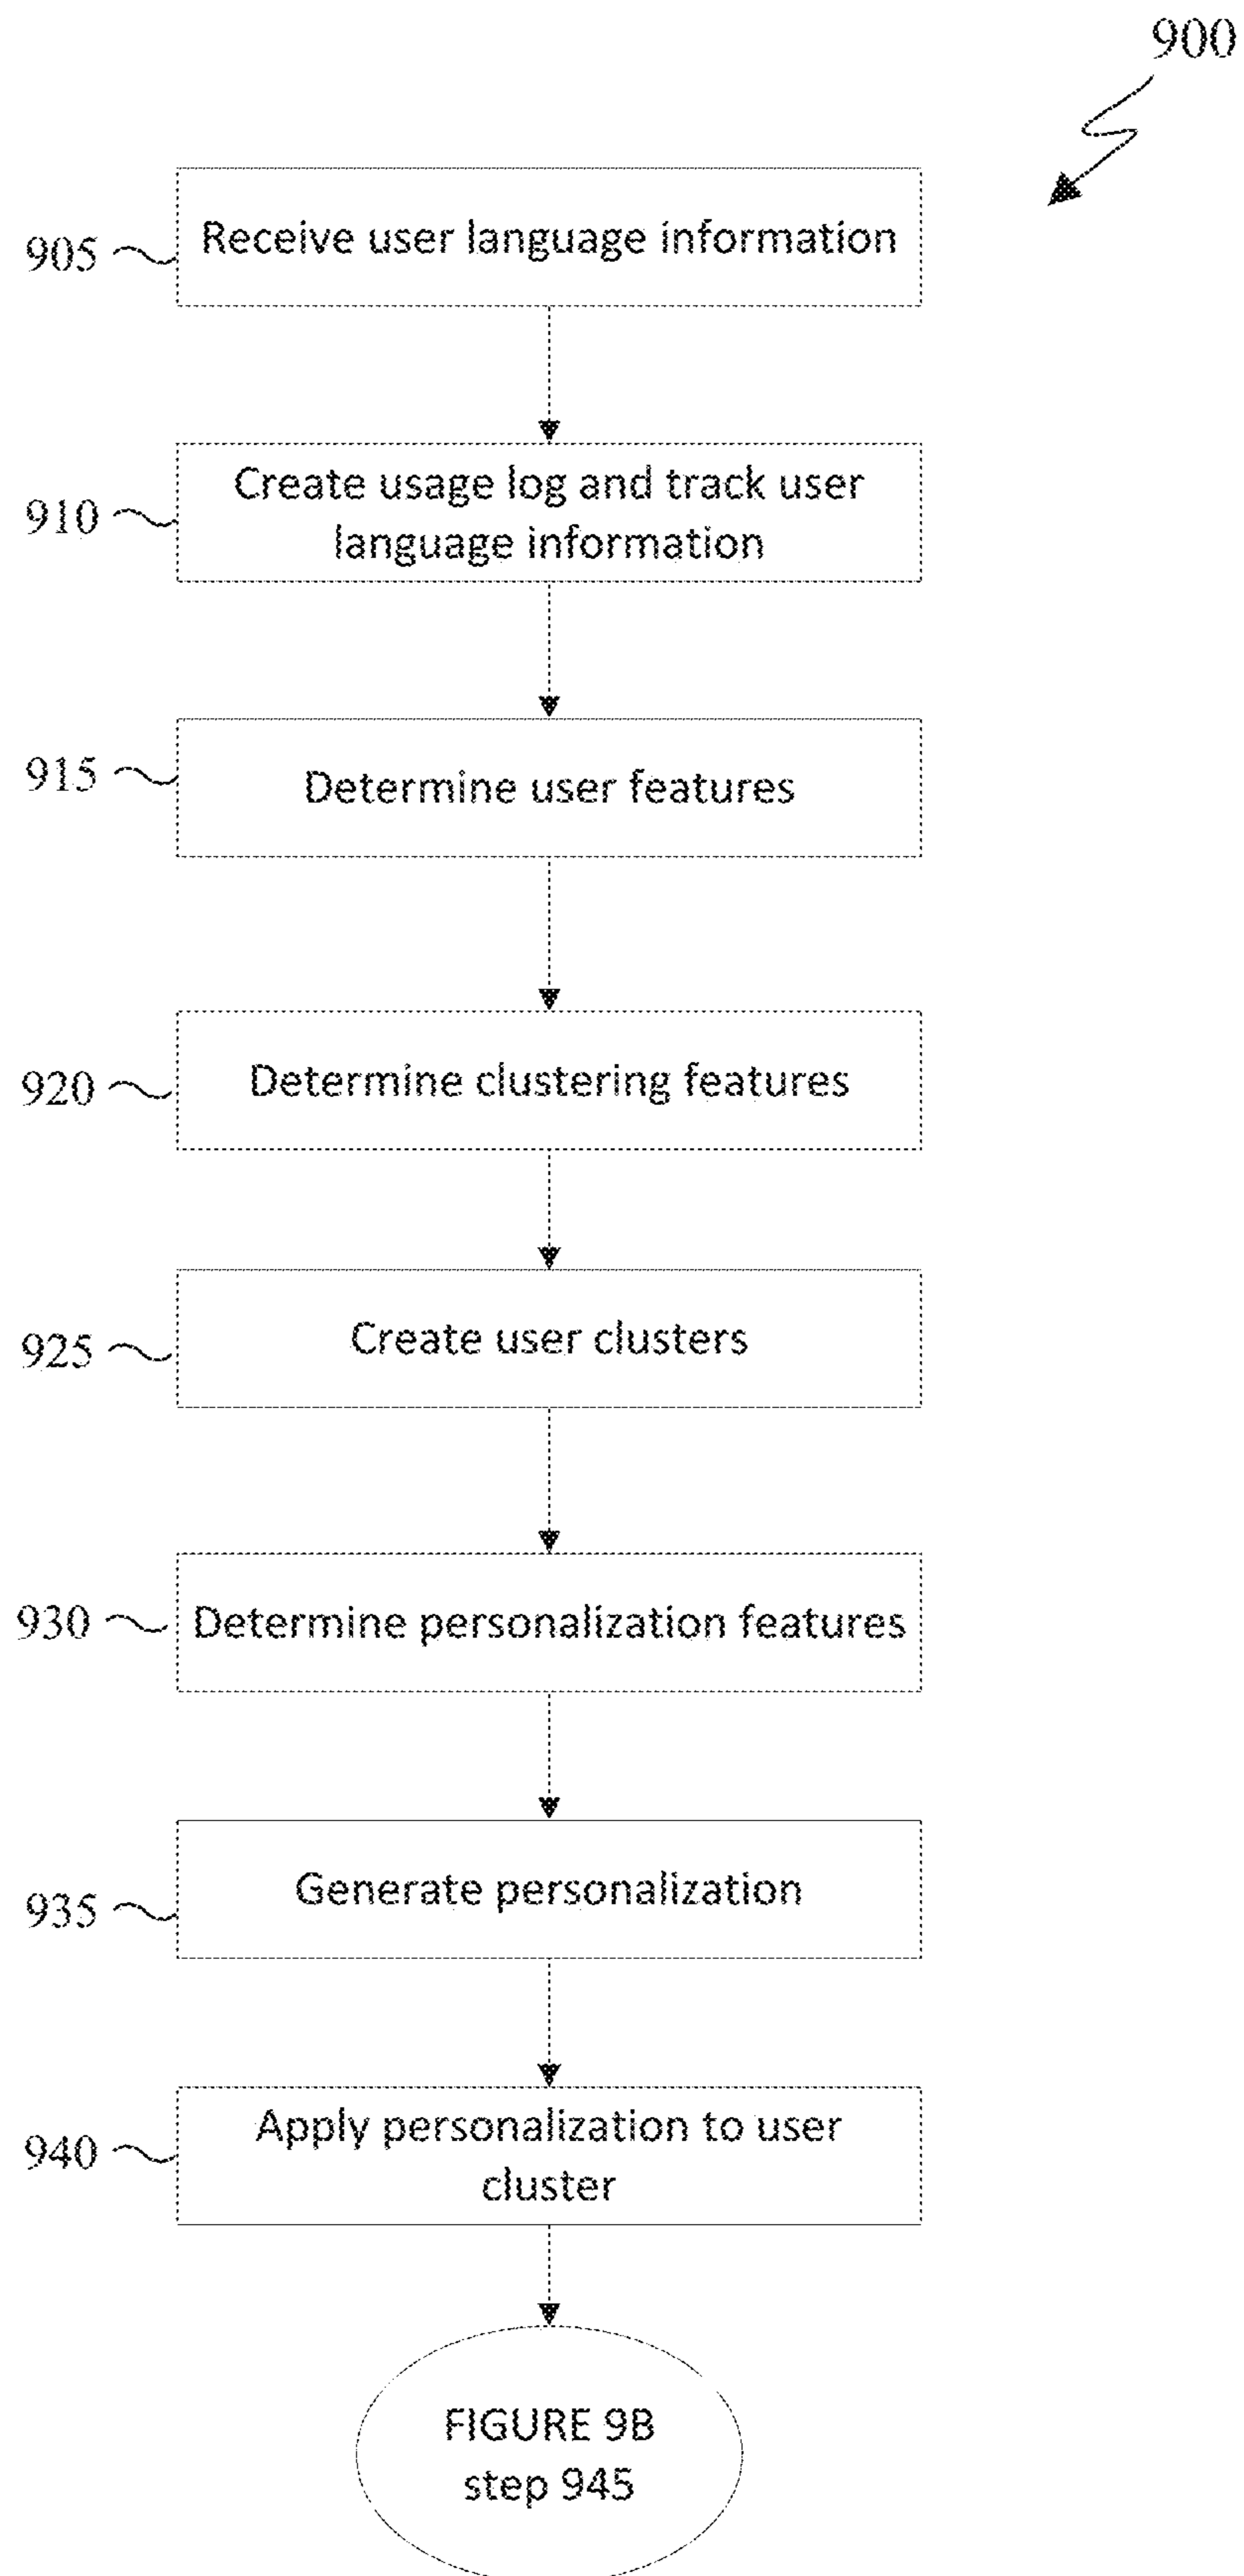 900
905
Receive user language information
910
Create usage log and track user
language information
915
Determine user features
920
Determine clustering features
925
Create user clusters
930
Determine personalization features
935
Generate personalization
940
Apply personalization to user
cluster
FIGURE 9B
step 945